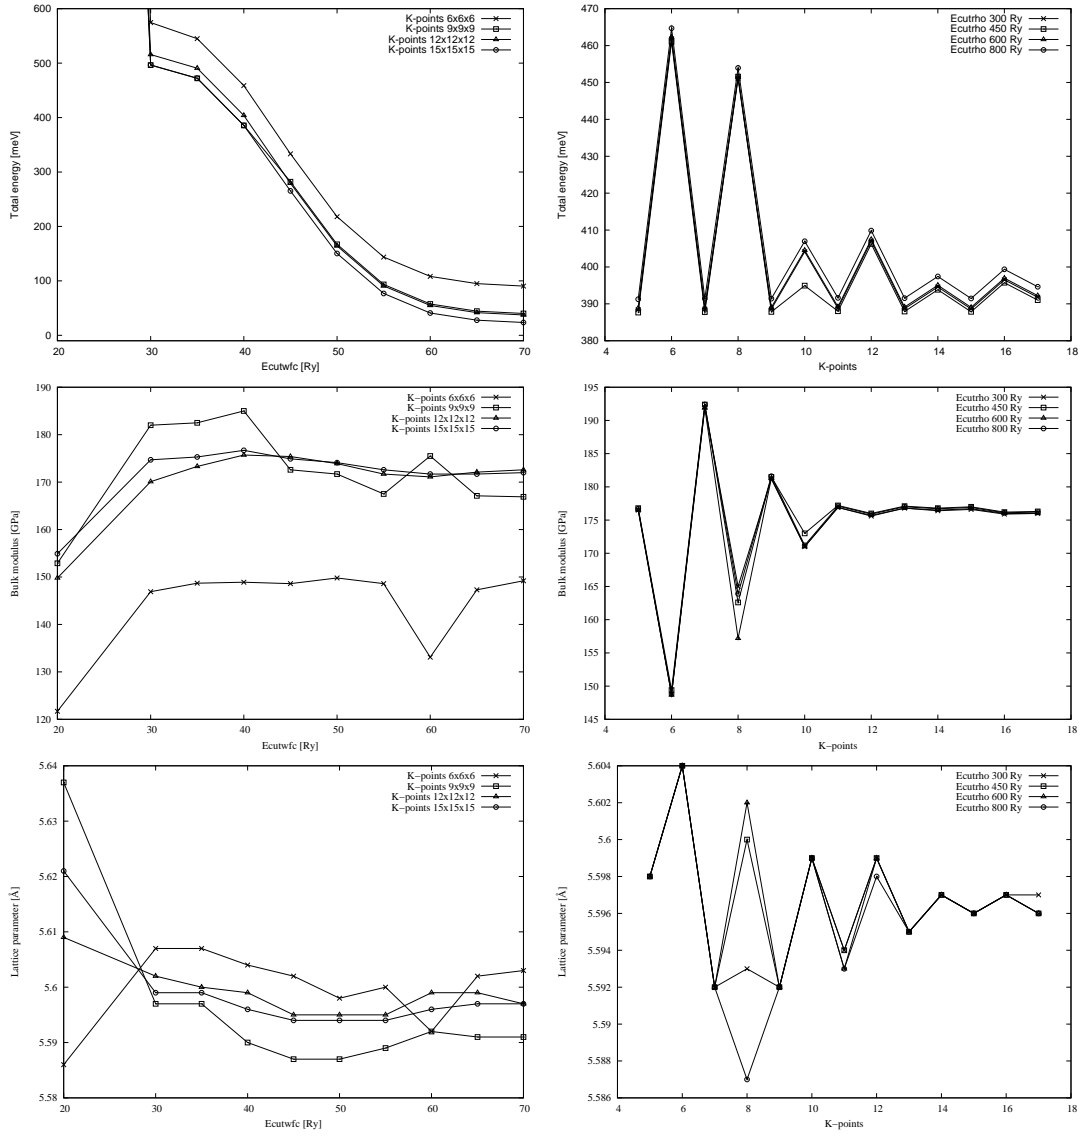 K-points 6x6x6
K-points 9x9x9
K-points 12x12x12
K-points 15x15x15
600
500
400
300
200
100
0
20 30 40 50 60 70
Total energy [meV]
Ecutwfc [Ry]
Ecutrho 300 Ry
Ecutrho 450 Ry
Ecutrho 600 Ry
Ecutrho 800 Ry
470
460
450
440
430
420
410
400
390
380
4 6 8 10 12 14 16 18
Total energy [meV]
K-points
K−points 6x6x6
K−points 9x9x9
K−points 12x12x12
K−points 15x15x15
190
180
170
160
150
140
130
120
20 30 40 50 60 70
Bulk modulus [GPa]
Ecutwfc [Ry]
Ecutrho 300 Ry
Ecutrho 450 Ry
Ecutrho 600 Ry
Ecutrho 800 Ry
195
190
185
180
175
170
165
160
155
150
145
4 6 8 10 12 14 16 18
Bulk modulus [GPa]
K−points
K−points 6x6x6
K−points 9x9x9
K−points 12x12x12
K−points 15x15x15
5.64
5.63
5.62
5.61
5.6
5.59
5.58
20 30 40 50 60 70
Lattice parameter [Å]
Ecutwfc [Ry]
Ecutrho 300 Ry
Ecutrho 450 Ry
Ecutrho 600 Ry
Ecutrho 800 Ry
5.604
5.602
5.6
5.598
5.596
5.594
5.592
5.59
5.588
5.586
4 6 8 10 12 14 16 18
Lattice parameter [Å]
K−points